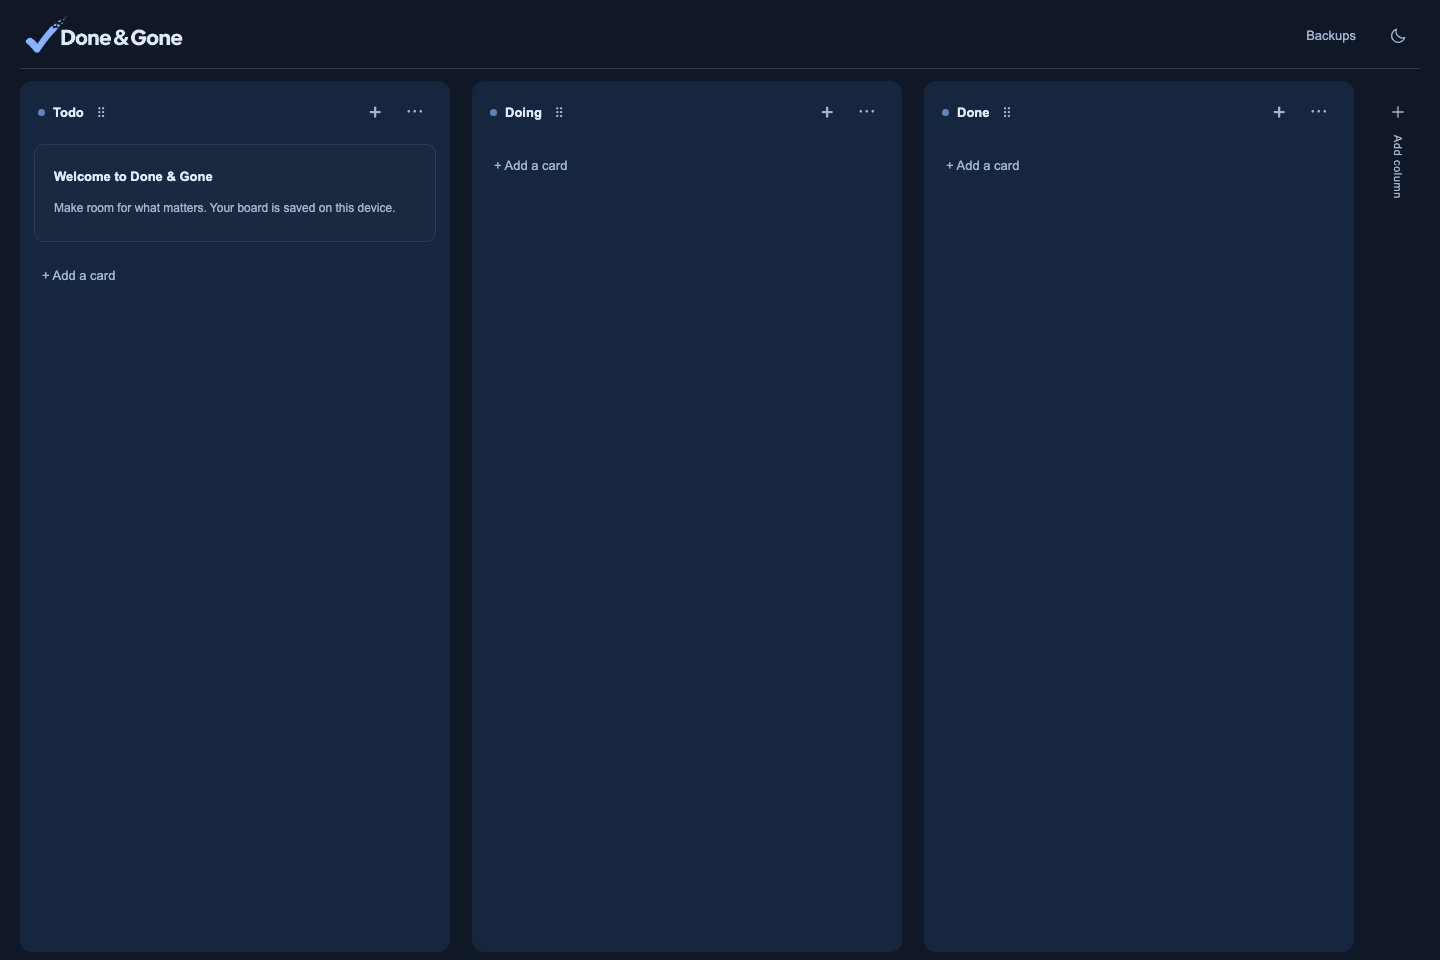 Done & Gone
Backups
Todo
Welcome to Done & Gone
Make room for what matters. Your board is saved on this device.
+ Add a card
Doing
+ Add a card
Done
+ Add a card
Add column